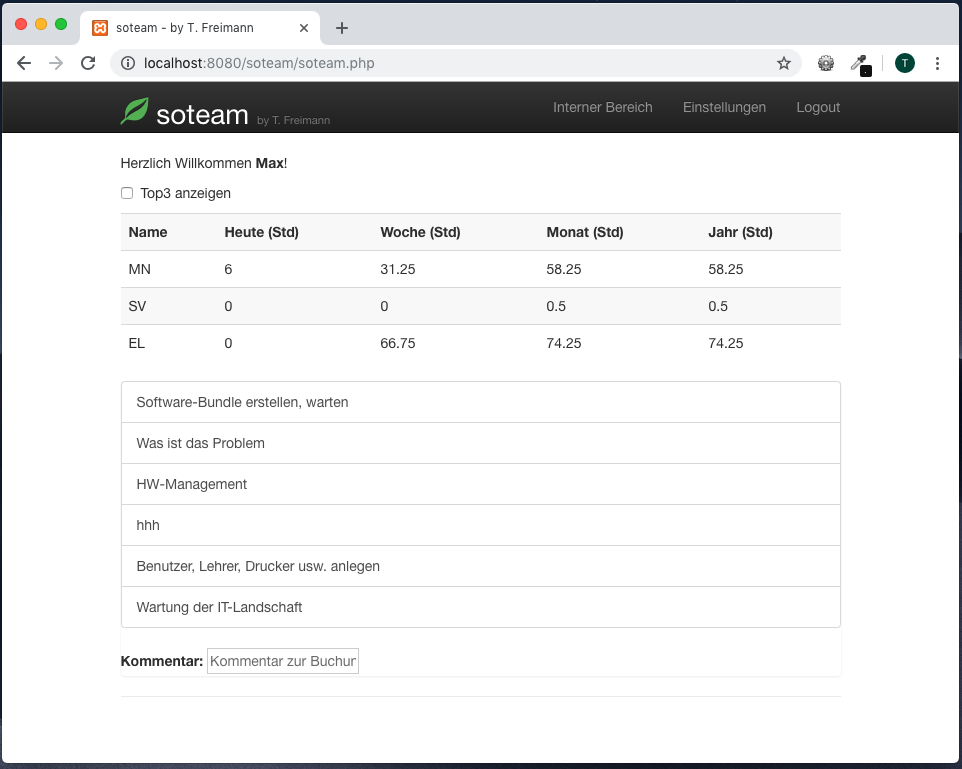 soteam - by T. Freimann
localhost:8080/soteam/soteam.php
T
soteam by T. Freimann
Interner Bereich Einstellungen Logout
Herzlich Willkommen Max!
Top3 anzeigen
Name Heute (Std) Woche (Std) Monat (Std) Jahr (Std)
MN 6 31.25 58.25 58.25
SV 0 0 0.5 0.5
EL 0 66.75 74.25 74.25
Software-Bundle erstellen, warten
Was ist das Problem
HW-Management
hhh
Benutzer, Lehrer, Drucker usw. anlegen
Wartung der IT-Landschaft
Kommentar: Kommentar zur Buchur